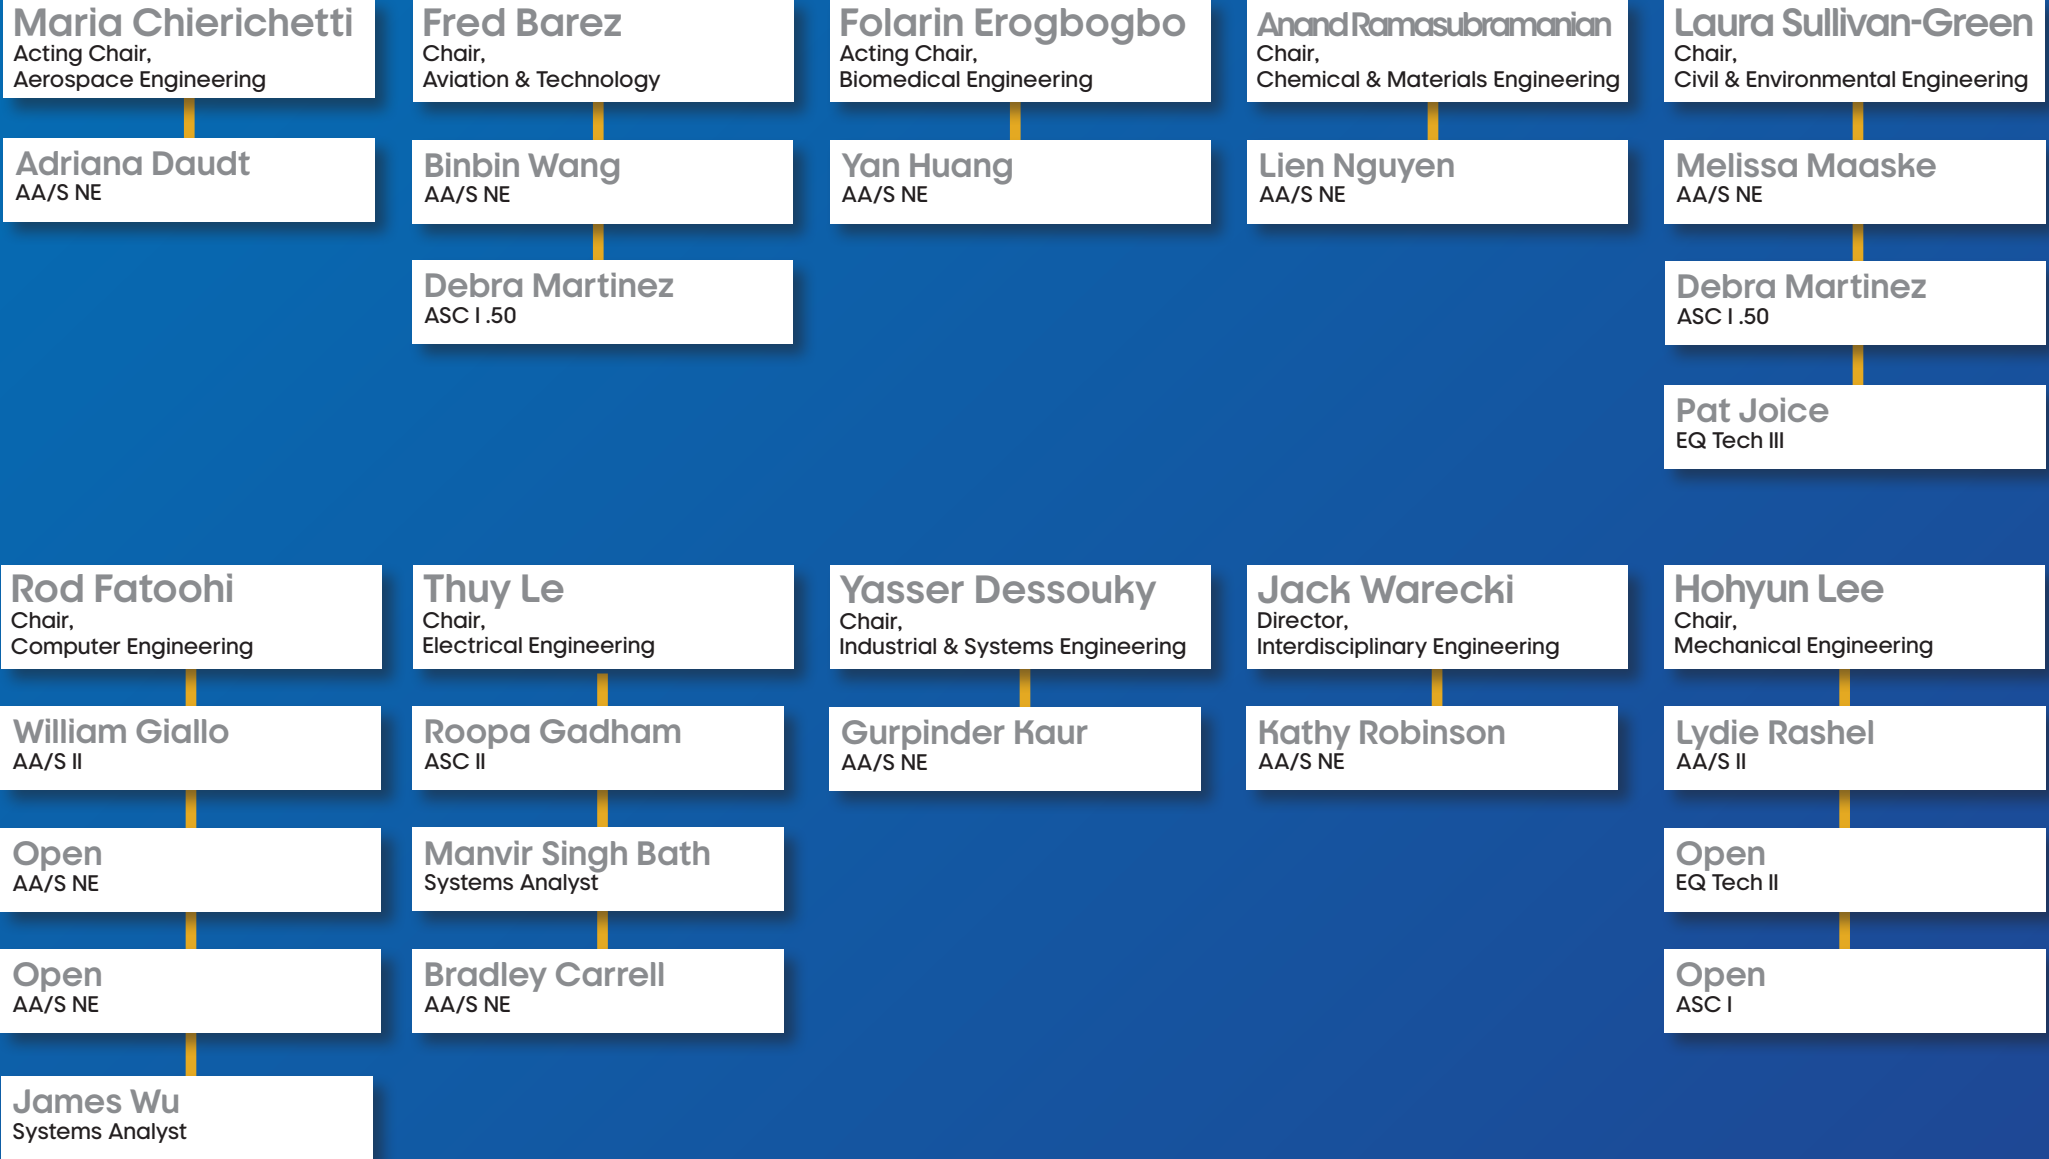 Maria Chierichetti
Acting Chair,
Aerospace Engineering
Adriana Daudt
AA/S NE
Fred Barez
Chair,
Aviation & Technology
Binbin Wang
AA/S NE
Debra Martinez
ASC I .50
Folarin Erogbogbo
Acting Chair,
Biomedical Engineering
Yan Huang
AA/S NE
Anand Ramasubramanian
Chair,
Chemical & Materials Engineering
Lien Nguyen
AA/S NE
Laura Sullivan-Green
Chair,
Civil & Environmental Engineering
Melissa Maaske
AA/S NE
Debra Martinez
ASC I .50
Pat Joice
EQ Tech III
Rod Fatoohi
Chair,
Computer Engineering
William Giallo
AA/S II
Open
AA/S NE
Open
AA/S NE
James Wu
Systems Analyst
Thuy Le
Chair,
Electrical Engineering
Roopa Gadham
ASC II
Manvir Singh Bath
Systems Analyst
Bradley Carrell
AA/S NE
Yasser Dessouky
Chair,
Industrial & Systems Engineering
Gurpinder Kaur
AA/S NE
Jack Warecki
Director,
Interdisciplinary Engineering
Kathy Robinson
AA/S NE
Hohyun Lee
Chair,
Mechanical Engineering
Lydie Rashel
AA/S II
Open
EQ Tech II
Open
ASC I